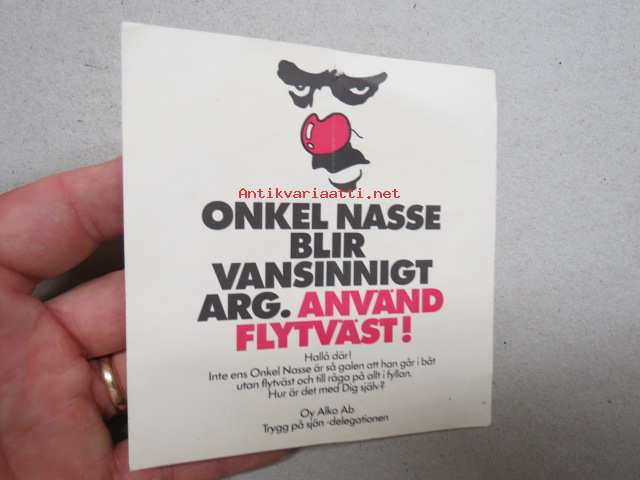 Antikvariaatti.net
ONKEL NASSE
BLIR
VANSINNIGT
ARG. ANVÄND
FLYTVÄST!
Hallå där!
Inte ens Onkel Nasse är så galen att han går i båt
utan flytväst och till råga på allt i fyllan.
Hur är det med Dig själv?
Oy Alko Ab
Trygg på sjön -delegationen